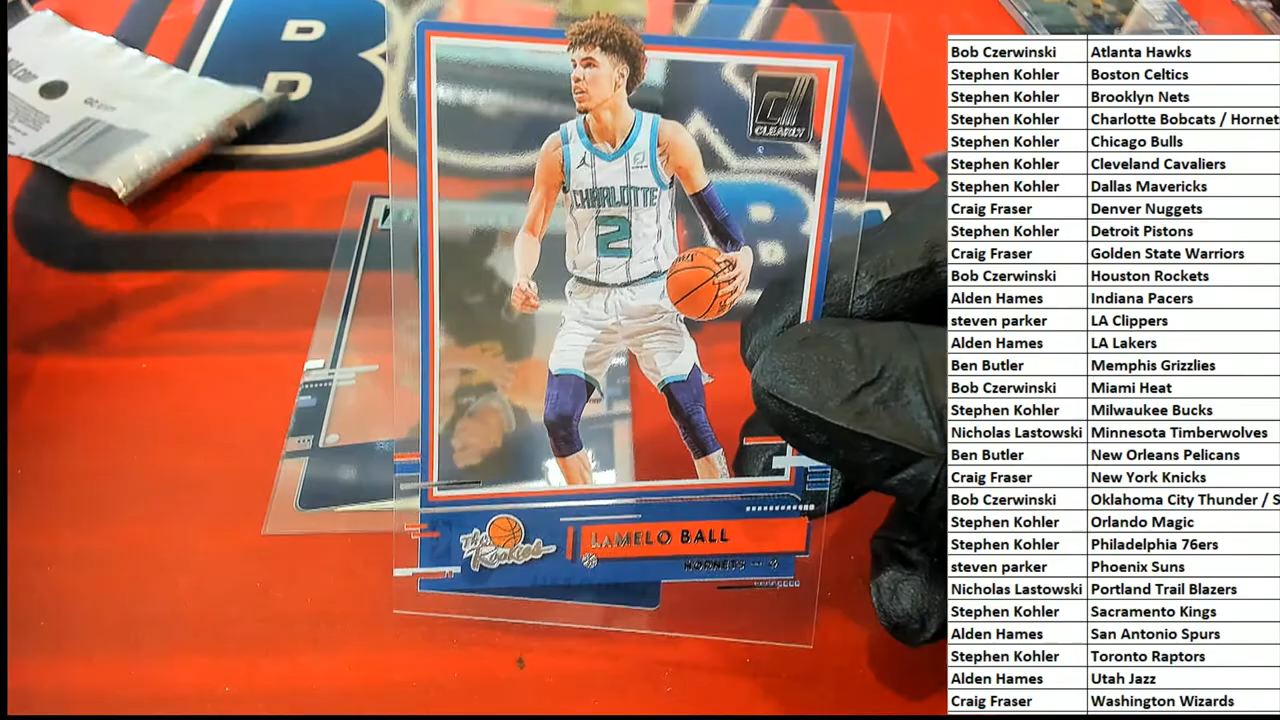 CLEARLY
CHARLOTTE
2
The Rookies
LAMELO BALL
HORNETS
Bob Czerwinski Atlanta Hawks
Stephen Kohler Boston Celtics
Stephen Kohler Brooklyn Nets
Stephen Kohler Charlotte Bobcats / Hornet
Stephen Kohler Chicago Bulls
Stephen Kohler Cleveland Cavaliers
Stephen Kohler Dallas Mavericks
Craig Fraser Denver Nuggets
Stephen Kohler Detroit Pistons
Craig Fraser Golden State Warriors
Bob Czerwinski Houston Rockets
Alden Hames Indiana Pacers
steven parker LA Clippers
Alden Hames LA Lakers
Ben Butler Memphis Grizzlies
Bob Czerwinski Miami Heat
Stephen Kohler Milwaukee Bucks
Nicholas Lastowski Minnesota Timberwolves
Ben Butler New Orleans Pelicans
Craig Fraser New York Knicks
Bob Czerwinski Oklahoma City Thunder / S
Stephen Kohler Orlando Magic
Stephen Kohler Philadelphia 76ers
steven parker Phoenix Suns
Nicholas Lastowski Portland Trail Blazers
Stephen Kohler Sacramento Kings
Alden Hames San Antonio Spurs
Stephen Kohler Toronto Raptors
Alden Hames Utah Jazz
Craig Fraser Washington Wizards